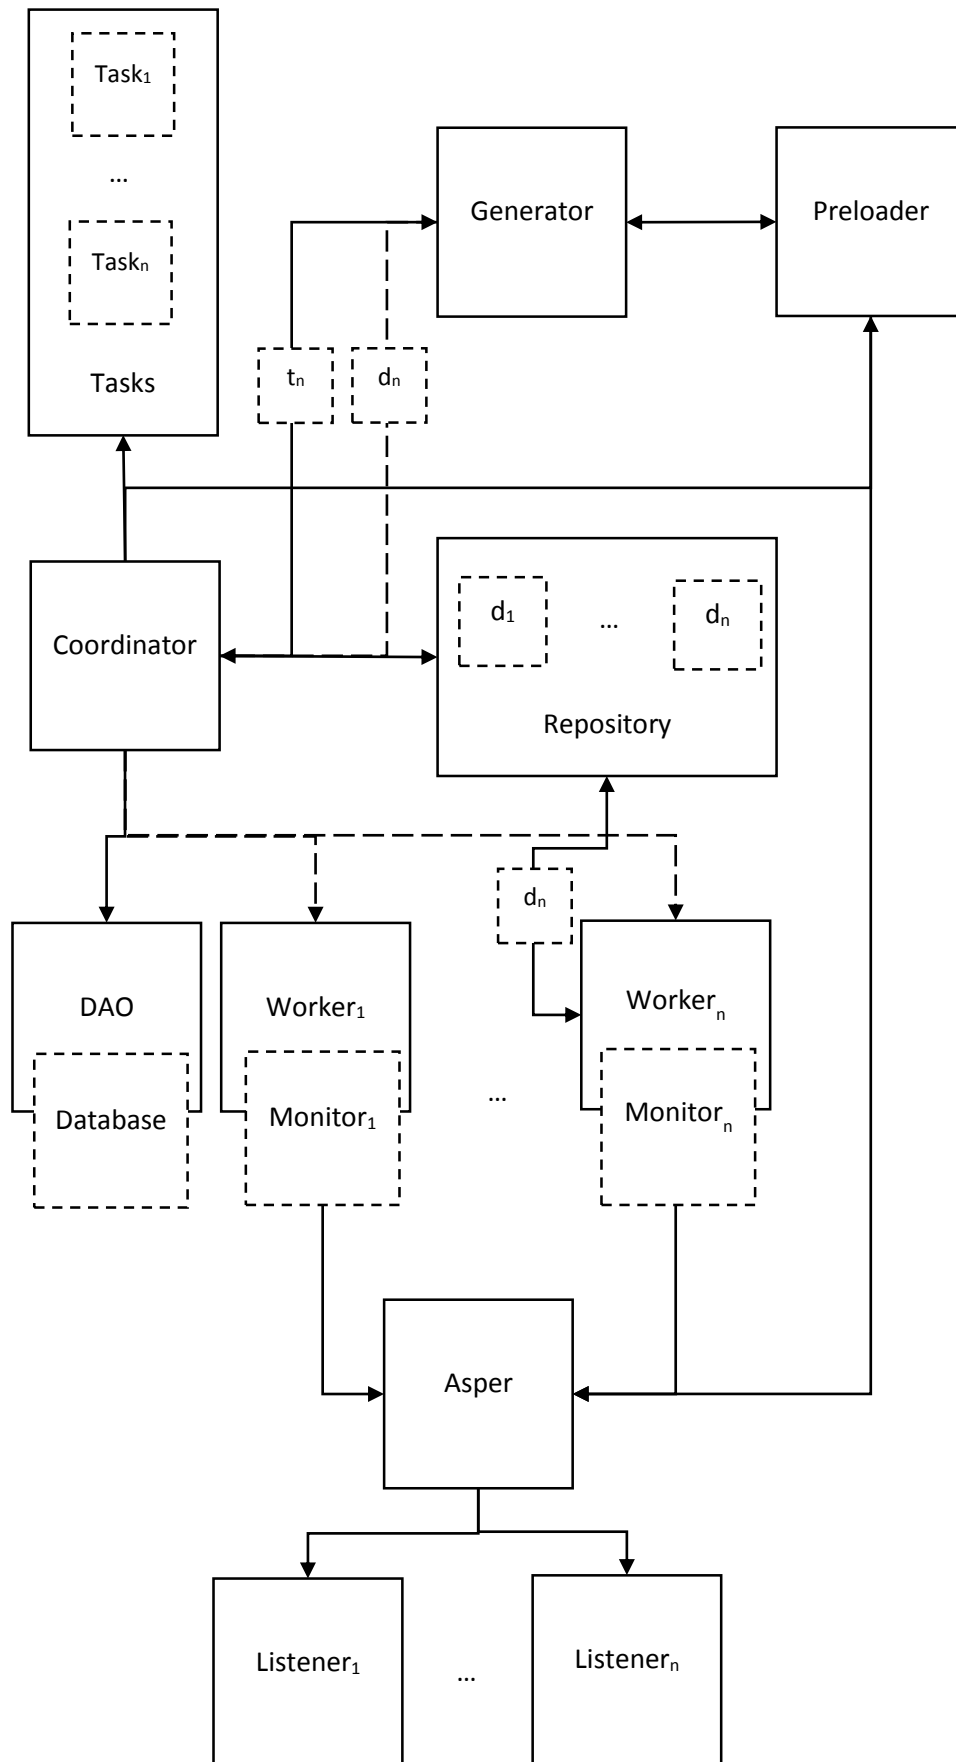 Task₁
...
Taskₙ
Tasks
Generator
Preloader
tₙ
dₙ
Coordinator
d₁
...
dₙ
Repository
dₙ
DAO
Database
Worker₁
Monitor₁
...
Workerₙ
Monitorₙ
Asper
Listener₁
...
Listenerₙ